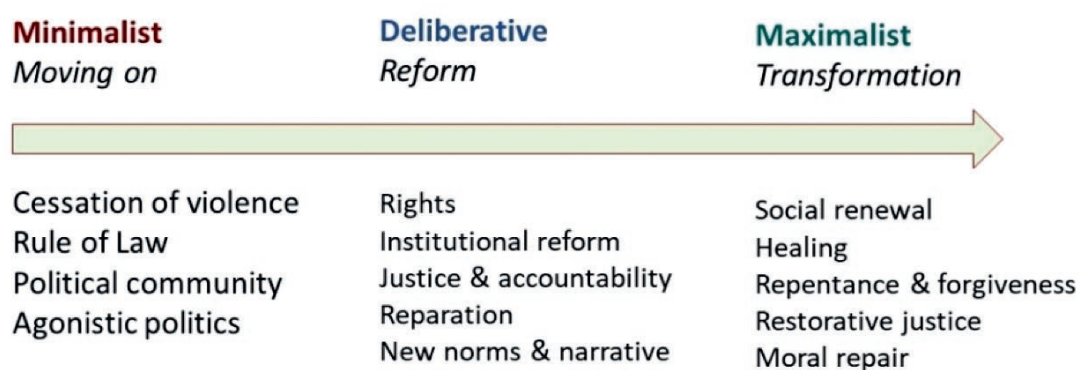 Minimalist
Moving on
Deliberative
Reform
Maximalist
Transformation
Cessation of violence
Rule of Law
Political community
Agonistic politics
Rights
Institutional reform
Justice & accountability
Reparation
New norms & narrative
Social renewal
Healing
Repentance & forgiveness
Restorative justice
Moral repair